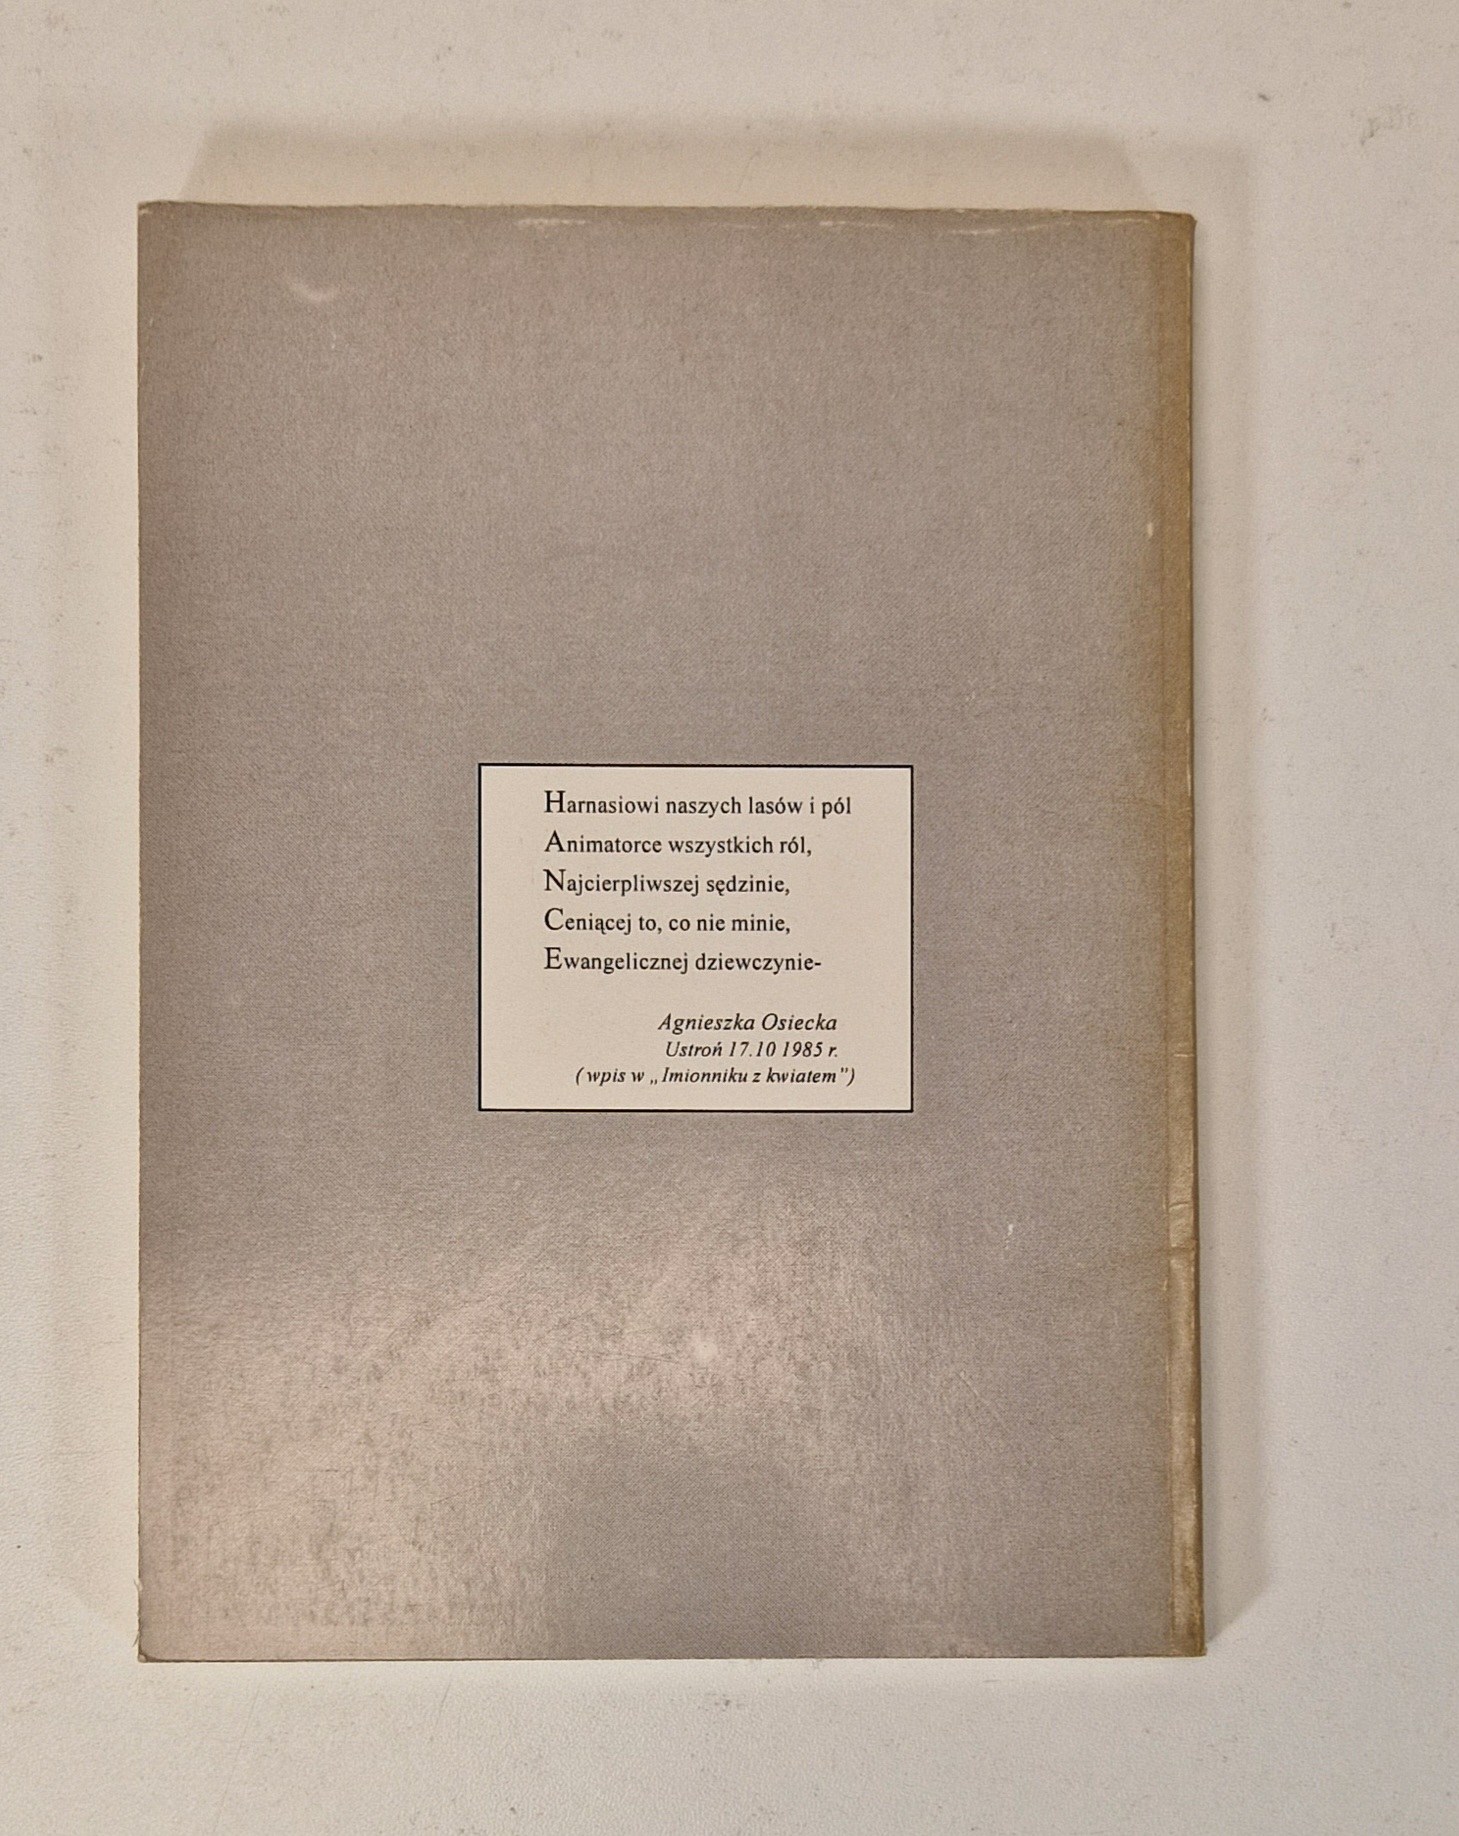 Harnasiowi naszych lasów i pól
Animatorce wszystkich ról,
Najcierpliwszej sędzinie,
Ceniącej to, co nie minie,
Ewangelicznej dziewczynie-
Agnieszka Osiecka
Ustroń 17.10 1985 r.
( wpis w „Imionniku z kwiatem")